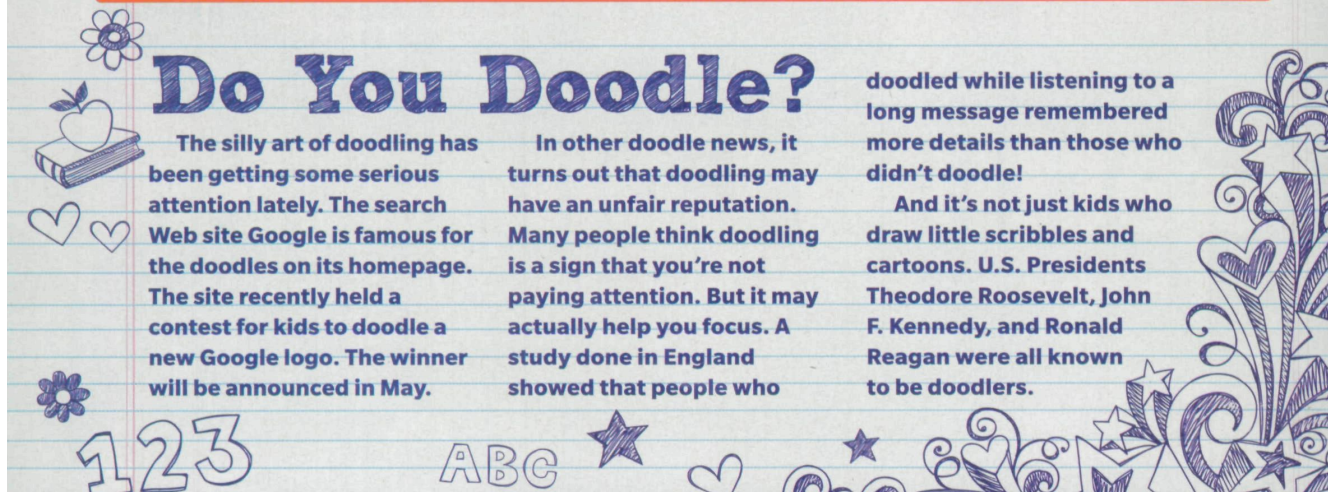 Do You Doodle?
The silly art of doodling has
been getting some serious
attention lately. The search
Web site Google is famous for
the doodles on its homepage.
The site recently held a
contest for kids to doodle a
new Google logo. The winner
will be announced in May.
In other doodle news, it
turns out that doodling may
have an unfair reputation.
Many people think doodling
is a sign that you’re not
paying attention. But it may
actually help you focus. A
study done in England
showed that people who
doodled while listening to a
long message remembered
more details than those who
didn’t doodle!
And it’s not just kids who
draw little scribbles and
cartoons. U.S. Presidents
Theodore Roosevelt, John
F. Kennedy, and Ronald
Reagan were all known
to be doodlers.
123
ABC